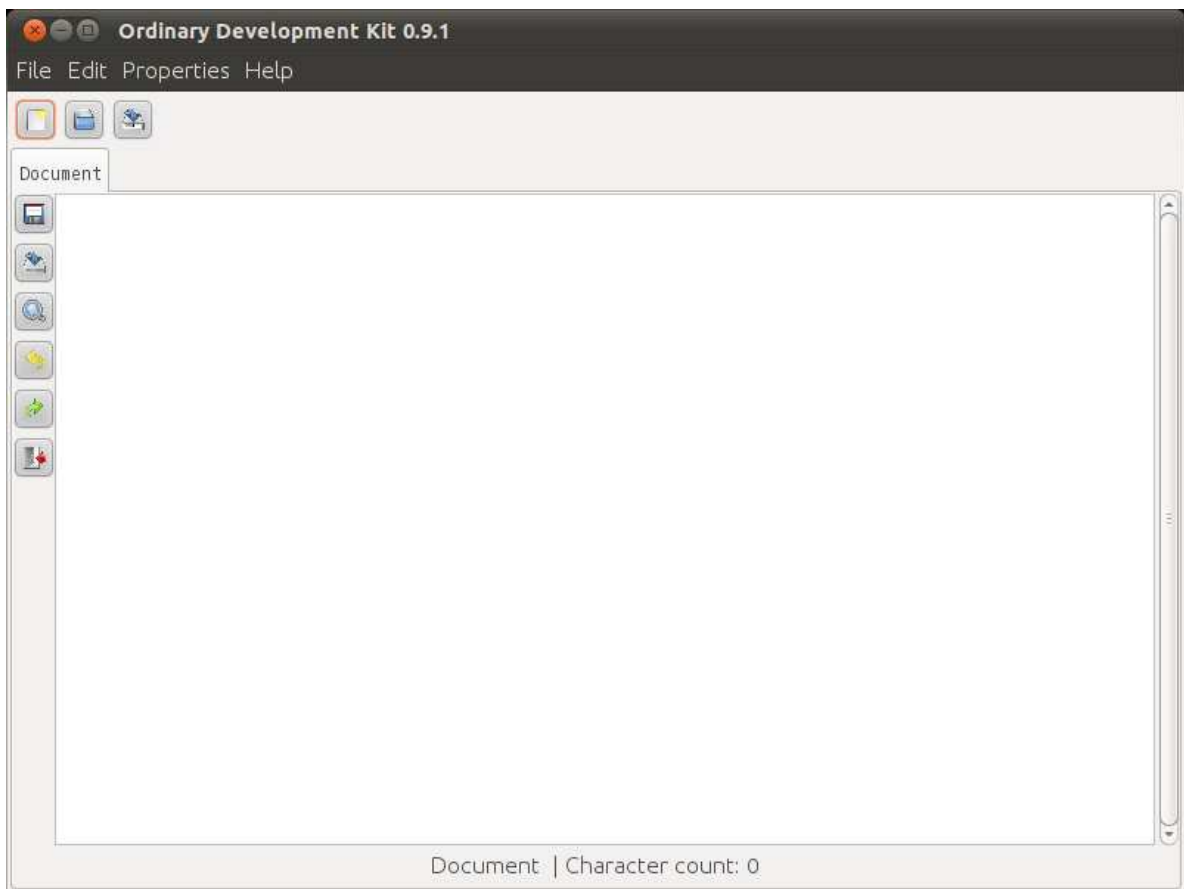 Ordinary Development Kit 0.9.1
File Edit Properties Help
Document
Document | Character count: 0